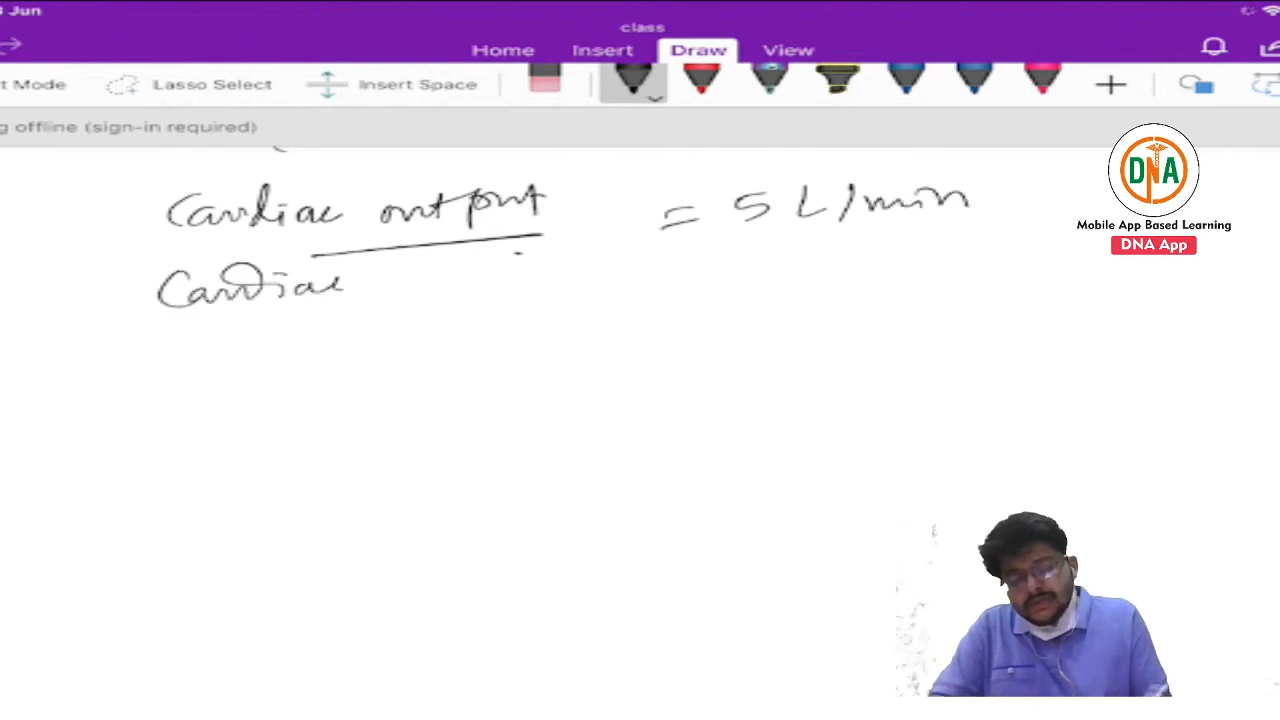 3 Jun
class
Home Insert Draw View
t Mode Lasso Select Insert Space
g offline (sign-in required)
DNA
Mobile App Based Learning
DNA App
Cardiac output = 5 L/min
Cardiac